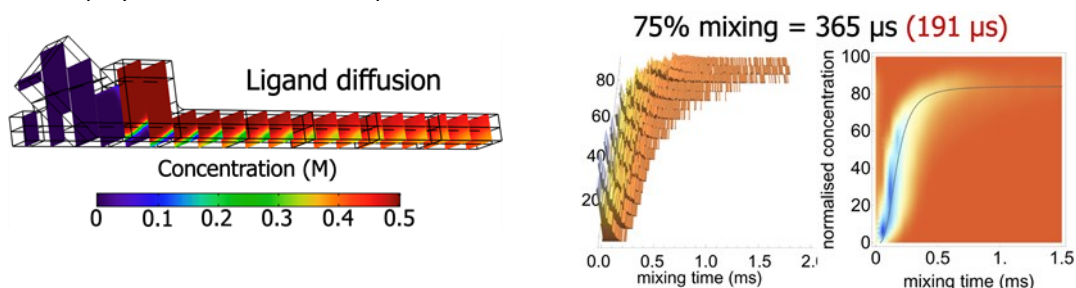 75% mixing = 365 µs (191 µs)
Ligand diffusion
Concentration (M)
0 0.1 0.2 0.3 0.4 0.5
80
60
40
20
0.0 0.5 1.0 1.5 2.
mixing time (ms)
normalised concentration
100
80
60
40
20
0
0 0.5 1.0 1.5
mixing time (ms)